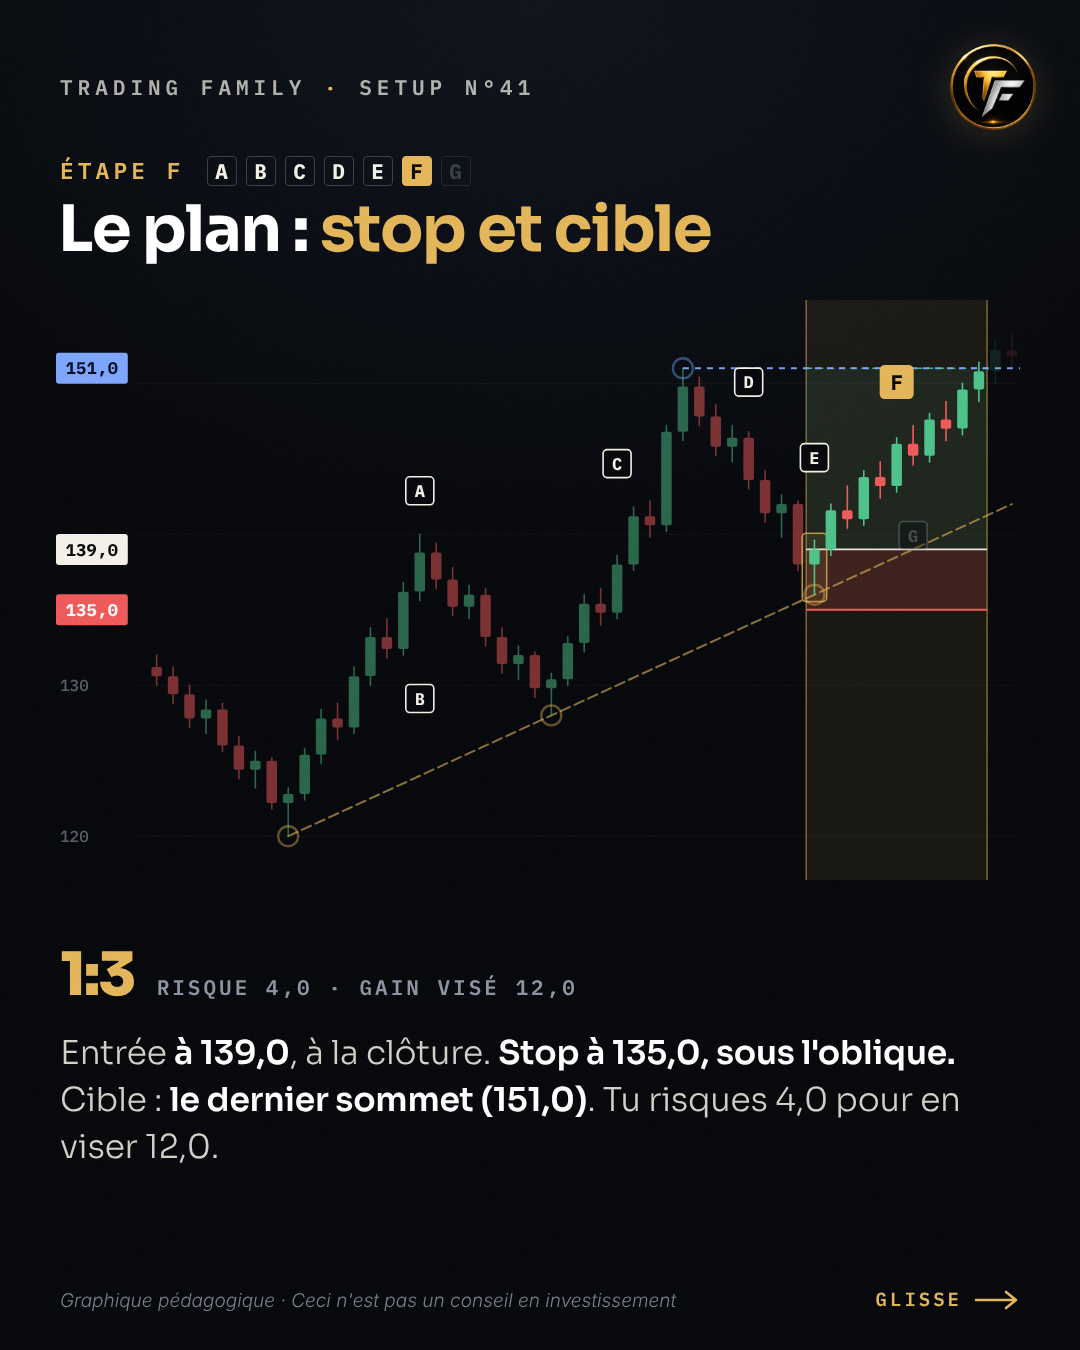 TRADING FAMILY · SETUP N°41
TF
ÉTAPE F A B C D E F G
Le plan : stop et cible
151,0
D
F
E
C
A
G
139,0
135,0
130
B
120
1:3 RISQUE 4,0 · GAIN VISÉ 12,0
Entrée à 139,0, à la clôture. Stop à 135,0, sous l'oblique.
Cible : le dernier sommet (151,0). Tu risques 4,0 pour en
viser 12,0.
Graphique pédagogique · Ceci n'est pas un conseil en investissement
GLISSE